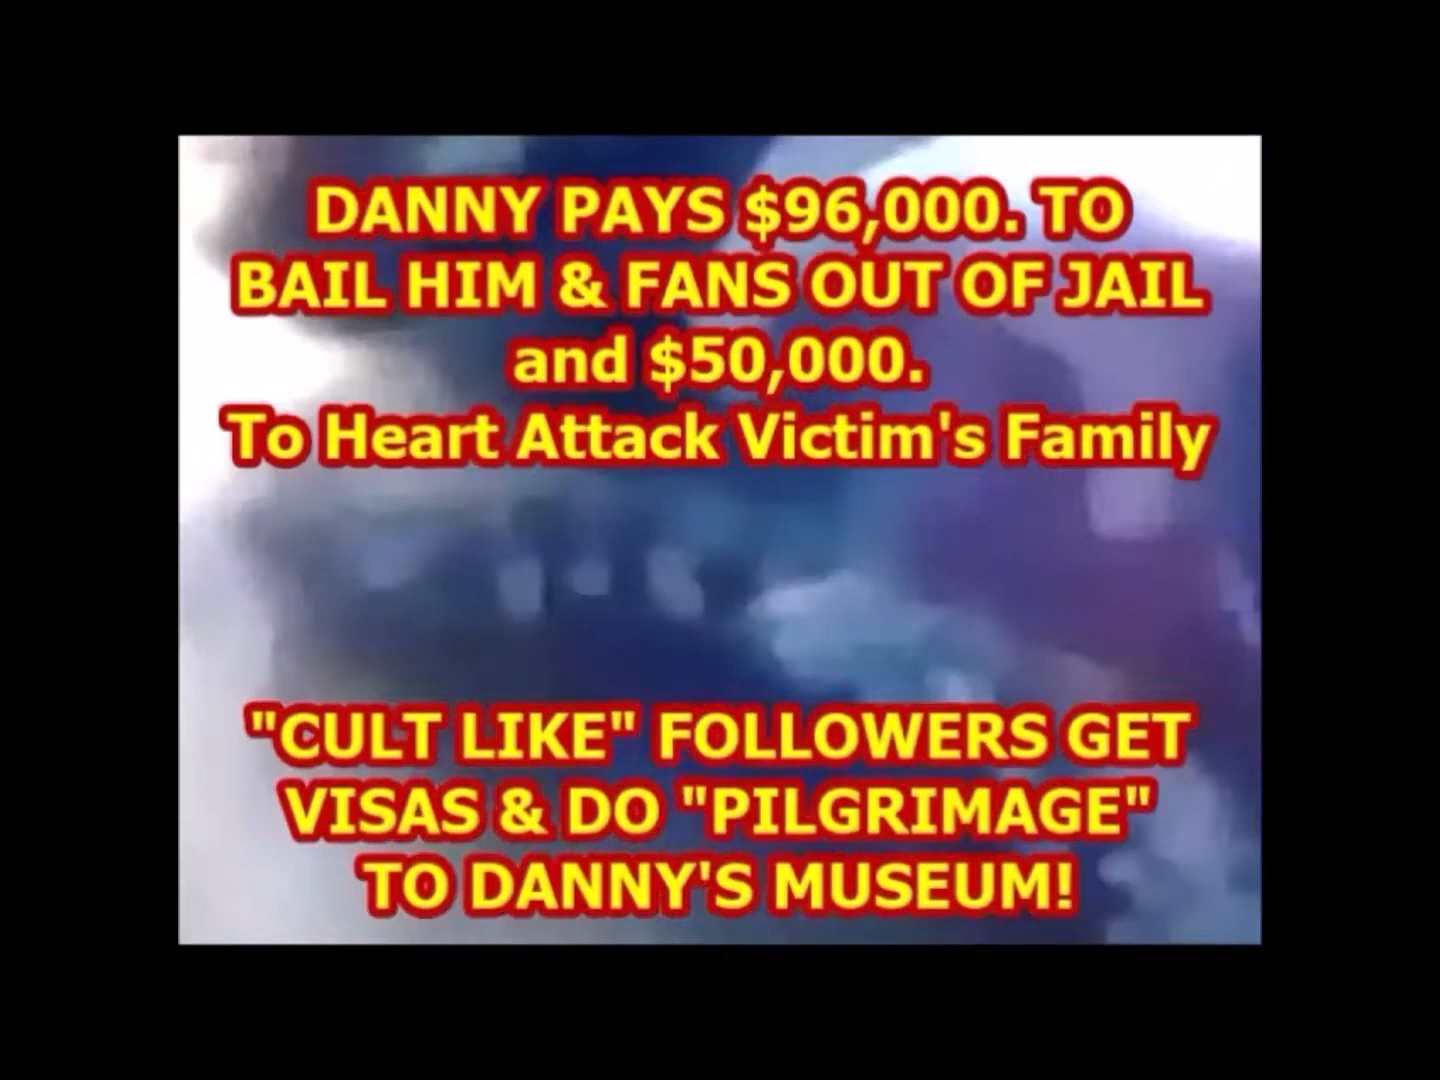 DANNY PAYS $96,000. TO
BAIL HIM & FANS OUT OF JAIL
and $50,000.
To Heart Attack Victim's Family
"CULT LIKE" FOLLOWERS GET
VISAS & DO "PILGRIMAGE"
TO DANNY'S MUSEUM!